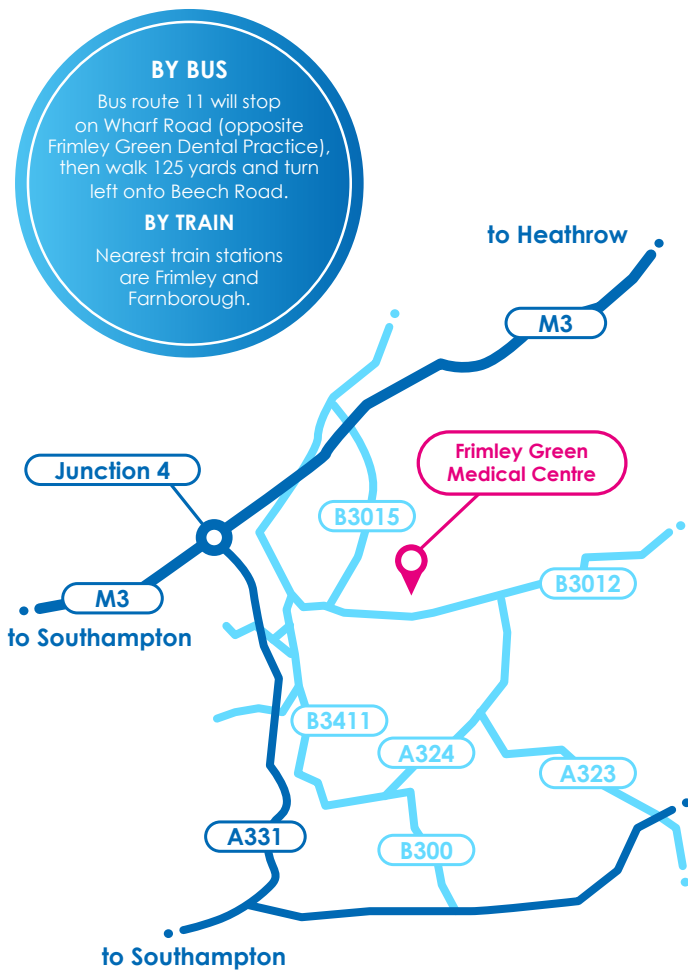 BY BUS
Bus route 11 will stop
on Wharf Road (opposite
Frimley Green Dental Practice),
then walk 125 yards and turn
left onto Beech Road.
BY TRAIN
Nearest train stations
are Frimley and
Farnborough.
to Heathrow
M3
Frimley Green
Medical Centre
Junction 4
B3015
B3012
M3
to Southampton
B3411
A324
A323
A331
B300
to Southampton